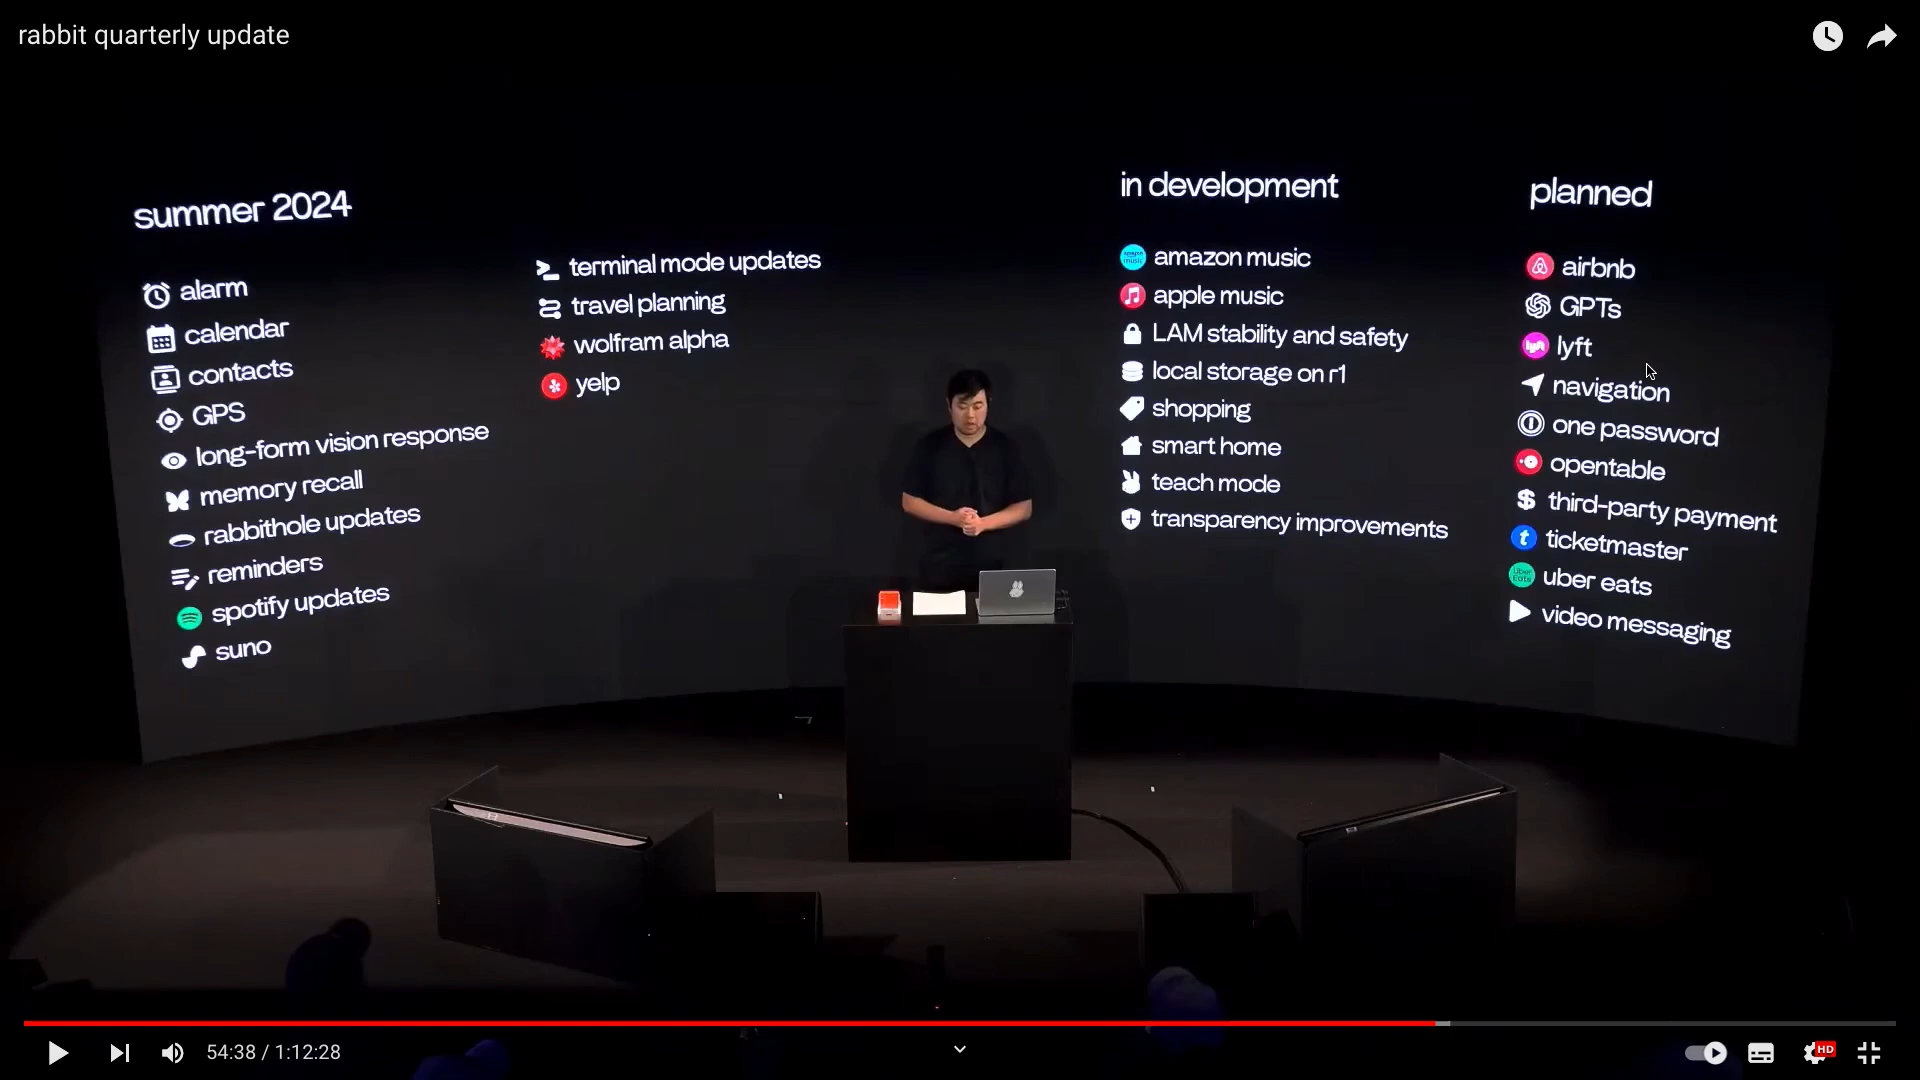 rabbit quarterly update
summer 2024
alarm
calendar
contacts
GPS
long-form vision response
memory recall
rabbithole updates
reminders
spotify updates
suno
terminal mode updates
travel planning
wolfram alpha
yelp
in development
amazon music
apple music
LAM stability and safety
local storage on r1
shopping
smart home
teach mode
transparency improvements
planned
airbnb
GPTs
lyft
navigation
one password
opentable
third-party payment
ticketmaster
uber eats
video messaging
54:38 / 1:12:28
HD